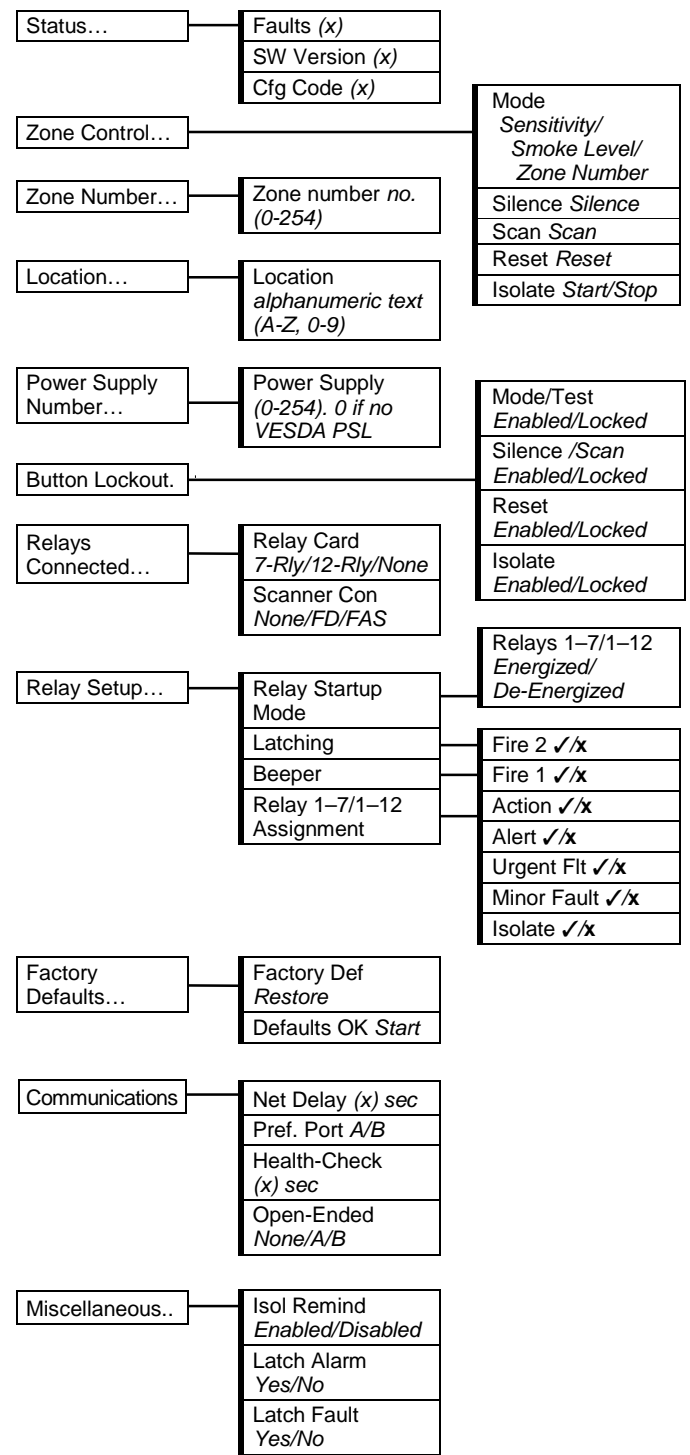 Status…
Faults (x)
SW Version (x)
Cfg Code (x)
Zone Control…
Mode
Sensitivity/
Smoke Level/
Zone Number
Silence Silence
Scan Scan
Reset Reset
Isolate Start/Stop
Zone Number…
Zone number no.
(0-254)
Location…
Location
alphanumeric text
(A-Z, 0-9)
Power Supply
Number…
Power Supply
(0-254). 0 if no
VESDA PSL
Button Lockout.
Mode/Test
Enabled/Locked
Silence /Scan
Enabled/Locked
Reset
Enabled/Locked
Isolate
Enabled/Locked
Relays
Connected…
Relay Card
7-Rly/12-Rly/None
Scanner Con
None/FD/FAS
Relay Setup…
Relay Startup
Mode
Latching
Beeper
Relay 1–7/1–12
Assignment
Relays 1–7/1–12
Energized/
De-Energized
Fire 2 ✓/x
Fire 1 ✓/x
Action ✓/x
Alert ✓/x
Urgent Flt ✓/x
Minor Fault ✓/x
Isolate ✓/x
Factory
Defaults…
Factory Def
Restore
Defaults OK Start
Communications
Net Delay (x) sec
Pref. Port A/B
Health-Check
(x) sec
Open-Ended
None/A/B
Miscellaneous..
Isol Remind
Enabled/Disabled
Latch Alarm
Yes/No
Latch Fault
Yes/No